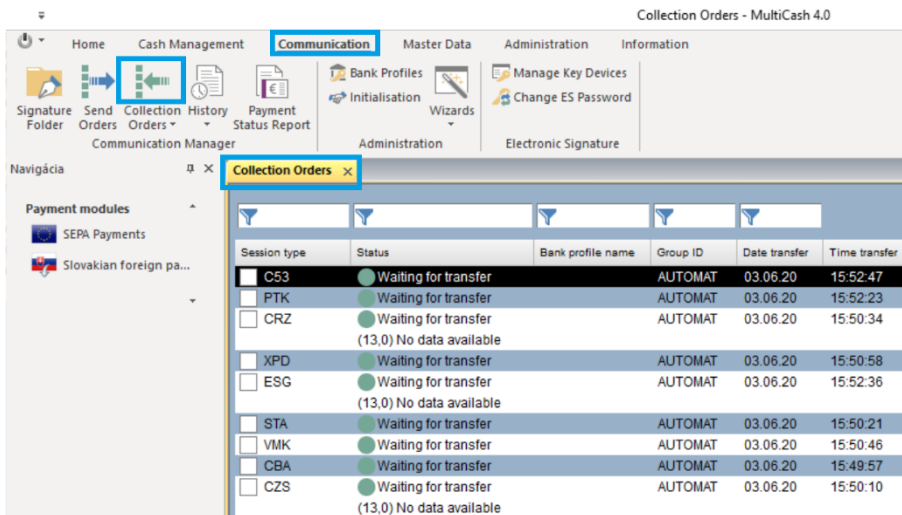 Collection Orders - MultiCash 4.0
Home Cash Management Communication Master Data Administration Information
Signature Folder
Send Orders
Collection Orders
History
Payment Status Report
Communication Manager
Bank Profiles
Initialisation
Wizards
Administration
Manage Key Devices
Change ES Password
Electronic Signature
Navigácia
Payment modules
SEPA Payments
Slovakian foreign pa...
Collection Orders
Session type Status Bank profile name Group ID Date transfer Time transfer
C53 Waiting for transfer AUTOMAT 03.06.20 15:52:47
PTK Waiting for transfer AUTOMAT 03.06.20 15:52:23
CRZ Waiting for transfer AUTOMAT 03.06.20 15:50:34
(13,0) No data available
XPD Waiting for transfer AUTOMAT 03.06.20 15:50:58
ESG Waiting for transfer AUTOMAT 03.06.20 15:52:36
(13,0) No data available
STA Waiting for transfer AUTOMAT 03.06.20 15:50:21
VMK Waiting for transfer AUTOMAT 03.06.20 15:50:46
CBA Waiting for transfer AUTOMAT 03.06.20 15:49:57
CZS Waiting for transfer AUTOMAT 03.06.20 15:50:10
(13,0) No data available